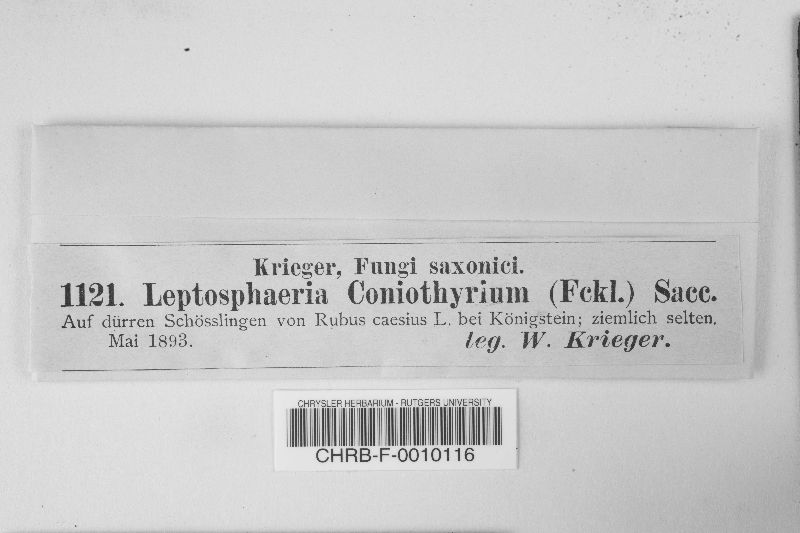 Krieger, Fungi saxonici.
1121. Leptosphaeria Coniothyrium (Fckl.) Sacc.
Auf dürren Schösslingen von Rubus caesius L. bei Königstein; ziemlich selten.
Mai 1893. leg. W. Krieger.
CHRYSLER HERBARIUM - RUTGERS UNIVERSITY
CHRB-F-0010116